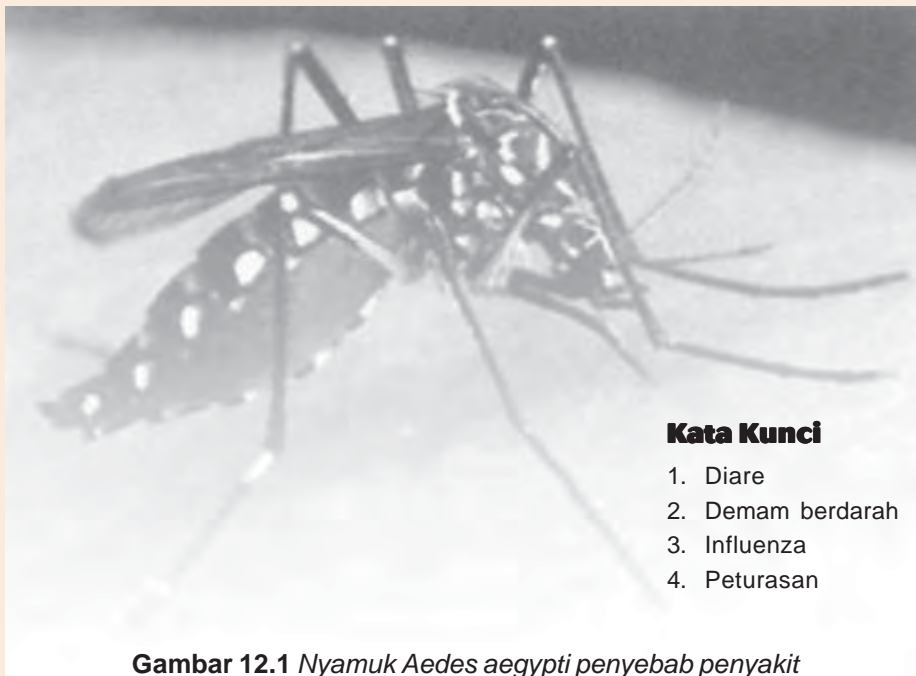 Kata Kunci
1. Diare
2. Demam berdarah
3. Influenza
4. Peturasan
Gambar 12.1 Nyamuk Aedes aegypti penyebab penyakit